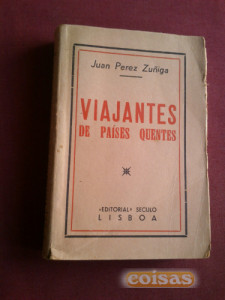 Juan Perez Zuñiga
VIAJANTES
DE PAÍSES QUENTES
«EDITORIAL» SECULO
LISBOA
coisas